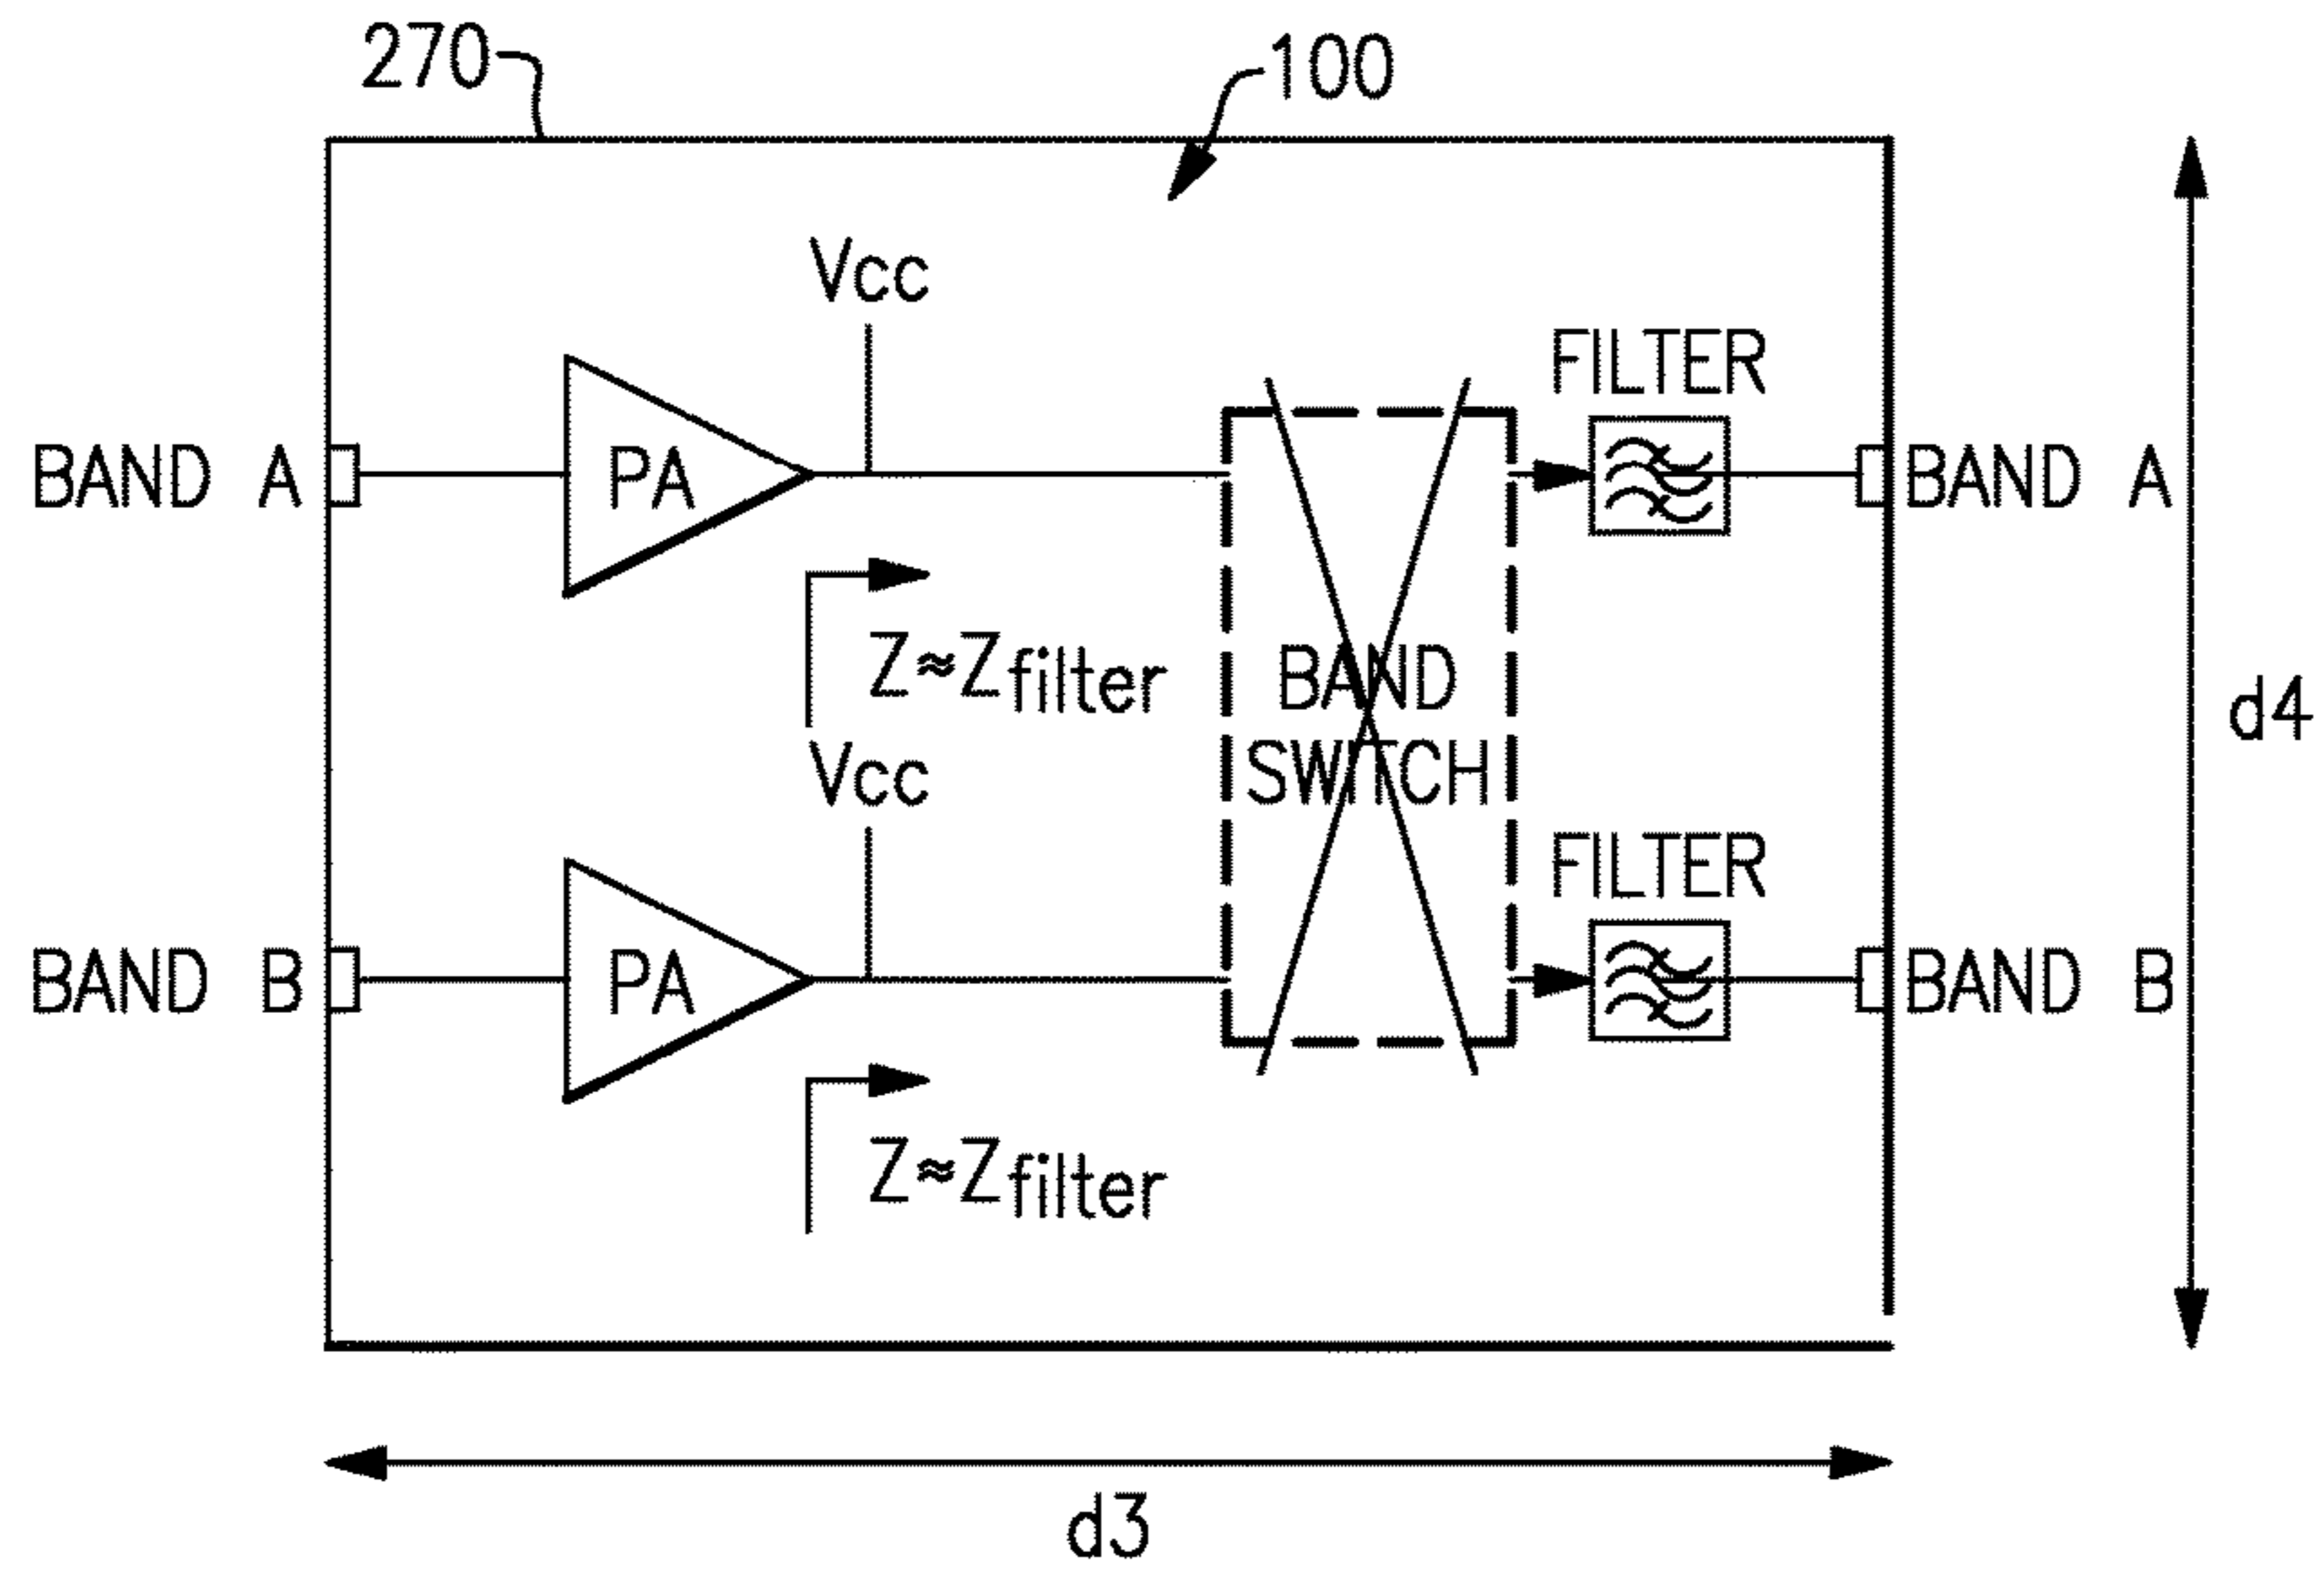 270
100
Vcc
FILTER
BAND A
PA
BAND A
Z≈Zfilter
BAND
SWITCH
d4
Vcc
FILTER
BAND B
PA
BAND B
Z≈Zfilter
d3